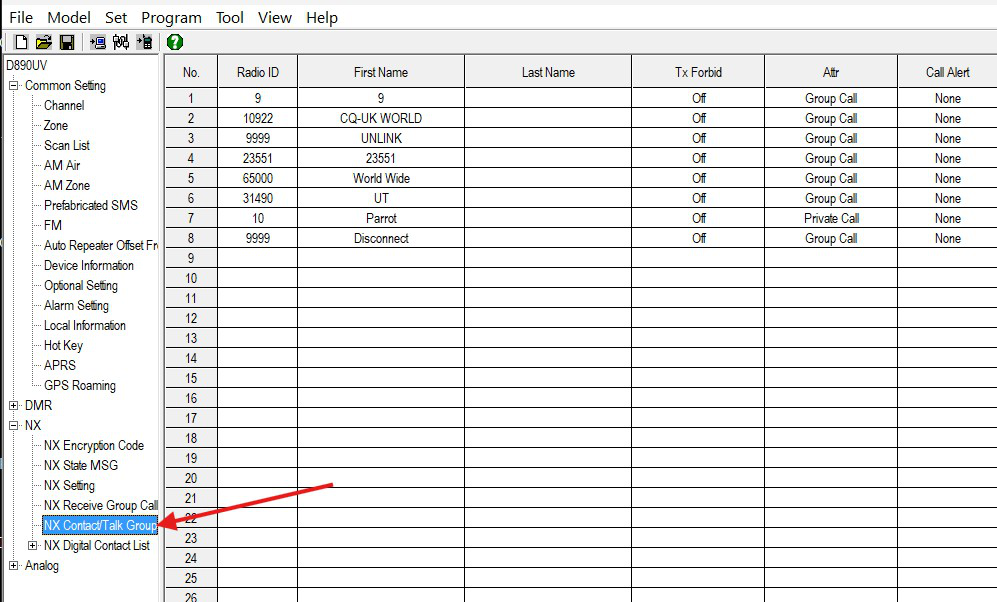 File Model Set Program Tool View Help
D890UV
Common Setting
Channel
Zone
Scan List
AM Air
AM Zone
Prefabricated SMS
FM
Auto Repeater Offset Fr
Device Information
Optional Setting
Alarm Setting
Local Information
Hot Key
APRS
GPS Roaming
DMR
NX
NX Encryption Code
NX State MSG
NX Setting
NX Receive Group Call
NX Contact/Talk Group
NX Digital Contact List
Analog
No. Radio ID First Name Last Name Tx Forbid Attr Call Alert
1 9 9 Off Group Call None
2 10922 CQ-UK WORLD Off Group Call None
3 9999 UNLINK Off Group Call None
4 23551 23551 Off Group Call None
5 65000 World Wide Off Group Call None
6 31490 UT Off Group Call None
7 10 Parrot Off Private Call None
8 9999 Disconnect Off Group Call None
9
10
11
12
13
14
15
16
17
18
19
20
21
22
23
24
25
26